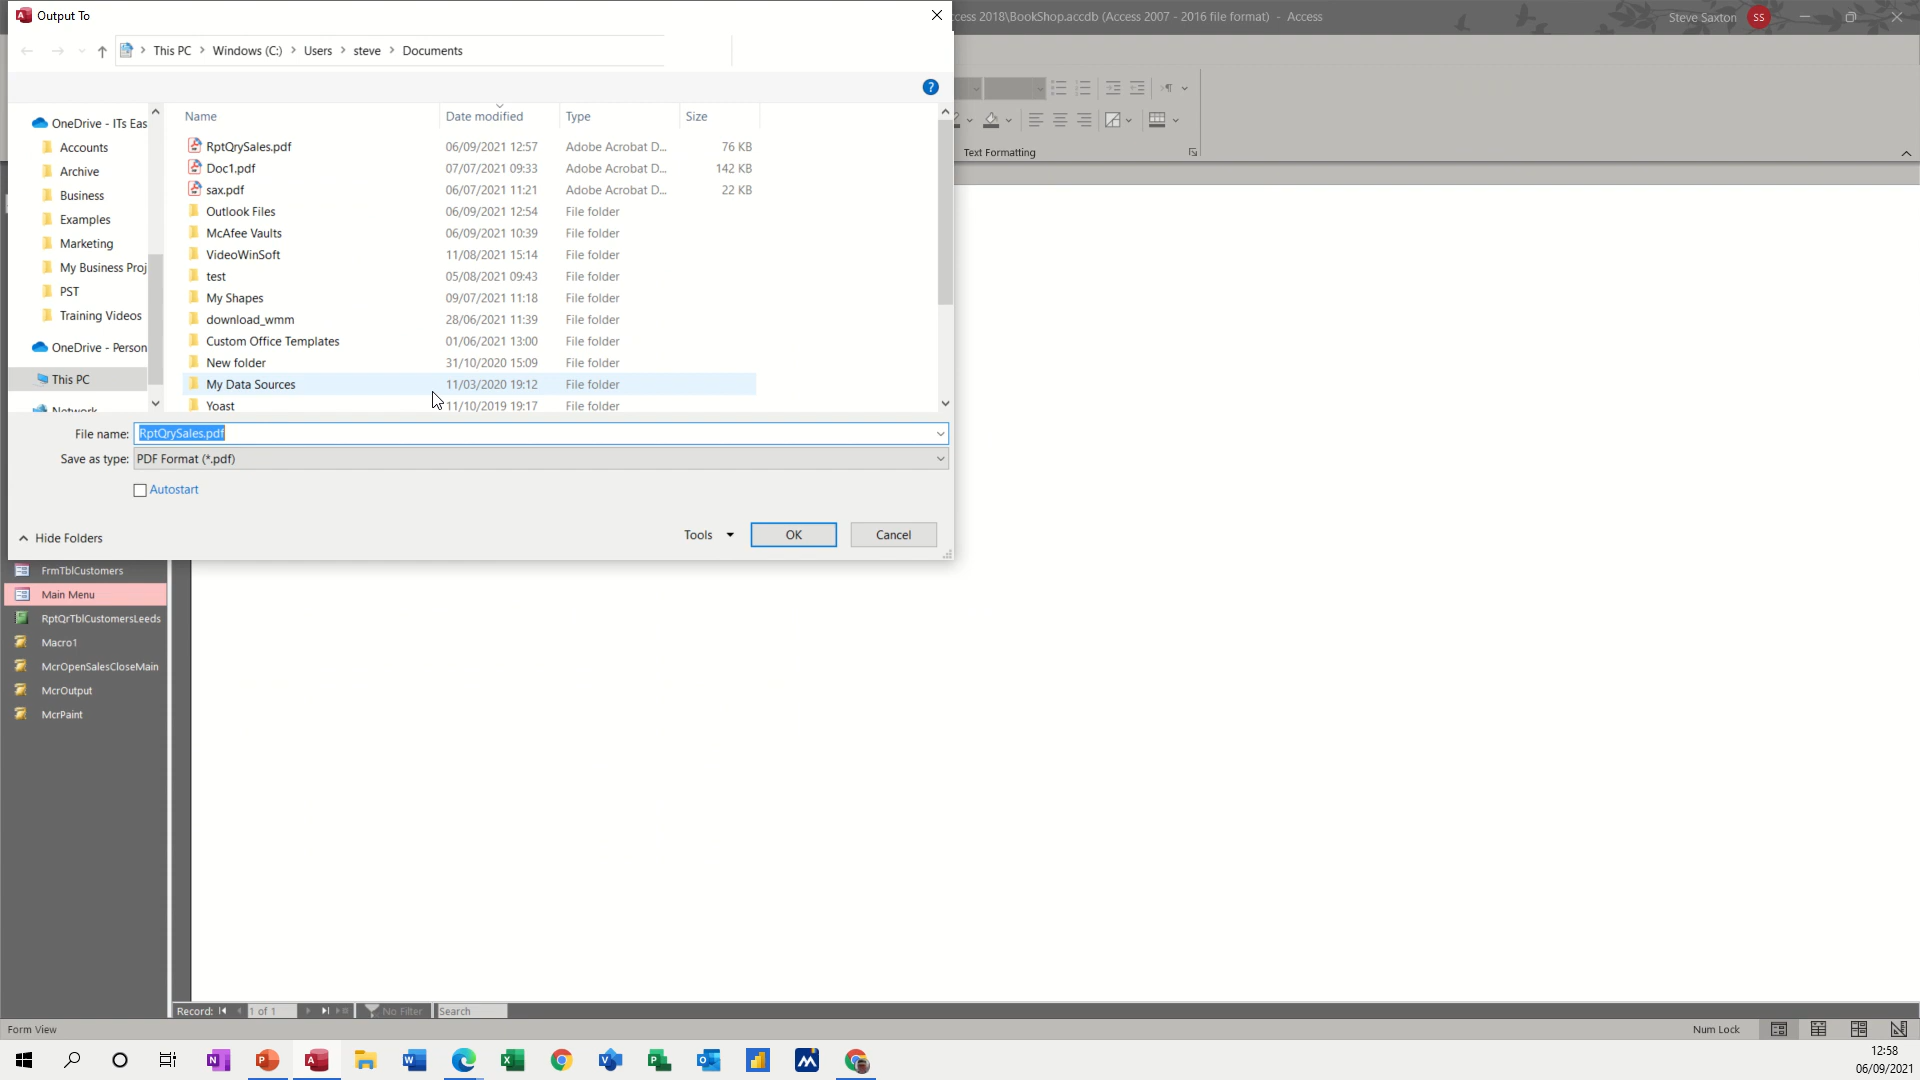 Output To
ccess 2018\BookShop.accdb (Access 2007 - 2016 file format) - Access
Steve Saxton SS
This PC > Windows (C:) > Users > steve > Documents
?
Name Date modified Type Size
OneDrive - ITs Eas
Accounts
Archive
Business
Examples
Marketing
My Business Proj
PST
Training Videos
OneDrive - Person
This PC
Network
RptQrySales.pdf 06/09/2021 12:57 Adobe Acrobat D... 76 KB
Doc1.pdf 07/07/2021 09:33 Adobe Acrobat D... 142 KB
sax.pdf 06/07/2021 11:21 Adobe Acrobat D... 22 KB
Outlook Files 06/09/2021 12:54 File folder
McAfee Vaults 06/09/2021 10:39 File folder
VideoWinSoft 11/08/2021 15:14 File folder
test 05/08/2021 09:43 File folder
My Shapes 09/07/2021 11:18 File folder
download_wmm 28/06/2021 11:39 File folder
Custom Office Templates 01/06/2021 13:00 File folder
New folder 31/10/2020 15:09 File folder
My Data Sources 11/03/2020 19:12 File folder
Yoast 11/10/2019 19:17 File folder
Text Formatting
File name: RptQrySales.pdf
Save as type: PDF Format (*.pdf)
Autostart
Hide Folders
Tools OK Cancel
FrmTblCustomers
Main Menu
RptQrTblCustomersLeeds
Macro1
McrOpenSalesCloseMain
McrOutput
McrPaint
Record: 1 of 1 No Filter Search
Form View
Num Lock
12:58
06/09/2021